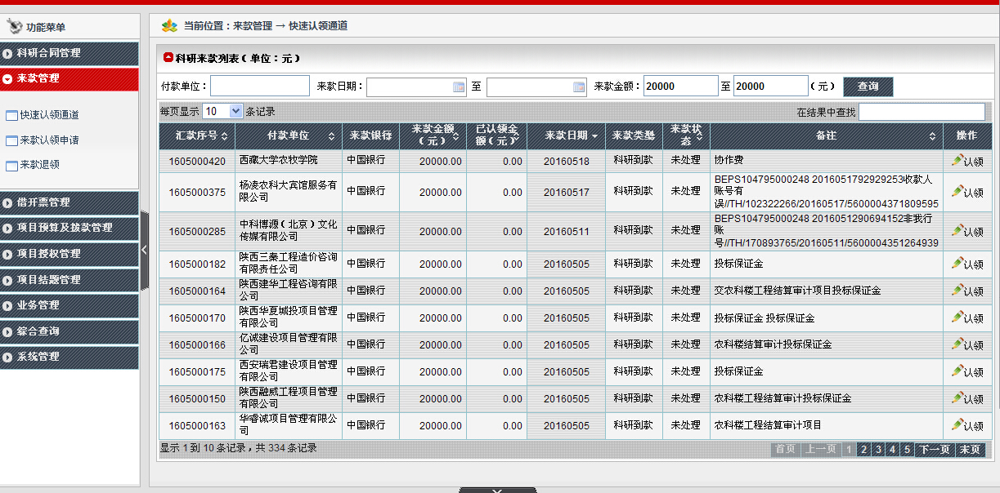 功能菜单
科研合同管理
来款管理
快速认领通道
来款认领申请
来款退领
借开票管理
项目预算及拨款管理
项目授权管理
项目结题管理
业务管理
综合查询
系统管理
当前位置：来款管理 → 快速认领通道
科研来款列表（单位：元）
付款单位： 来款日期： 至 来款金额： 20000 至 20000 （元） 查询
每页显示 10 条记录 在结果中查找
汇款序号 付款单位 来款银行 来款金额（元） 已认领金额（元） 来款日期 来款类型 来款状态 备注 操作
1605000420 西藏大学农牧学院 中国银行 20000.00 0.00 20160518 科研到款 未处理 协作费 认领
1605000375 杨凌农科大宾馆服务有限公司 中国银行 20000.00 0.00 20160517 科研到款 未处理 BEPS104795000248 2016051792929253收款人账号有误//TH/102322266/20160517/5600004371809595 认领
1605000285 中科博源（北京）文化传媒有限公司 中国银行 20000.00 0.00 20160511 科研到款 未处理 BEPS104795000248 2016051290694152非我行账号//TH/170893765/20160511/5600004351264939 认领
1605000182 陕西三秦工程造价咨询有限责任公司 中国银行 20000.00 0.00 20160505 科研到款 未处理 投标保证金 认领
1605000164 陕西建华工程咨询有限公司 中国银行 20000.00 0.00 20160505 科研到款 未处理 交农科楼工程结算审计项目投标保证金 认领
1605000170 陕西华夏城投项目管理有限公司 中国银行 20000.00 0.00 20160505 科研到款 未处理 投标保证金 投标保证金 认领
1605000166 亿诚建设项目管理有限公司 中国银行 20000.00 0.00 20160505 科研到款 未处理 农科楼结算审计投标保证金 认领
1605000175 西安瑞君建设项目管理有限公司 中国银行 20000.00 0.00 20160505 科研到款 未处理 投标保证金 认领
1605000150 陕西融威工程项目管理有限公司 中国银行 20000.00 0.00 20160505 科研到款 未处理 农科楼工程结算审计投标保证金 认领
1605000163 华睿诚项目管理有限公司 中国银行 20000.00 0.00 20160505 科研到款 未处理 农科楼工程结算审计项目 认领
显示 1 到 10 条记录，共 334 条记录 首页 上一页 1 2 3 4 5 下一页 末页